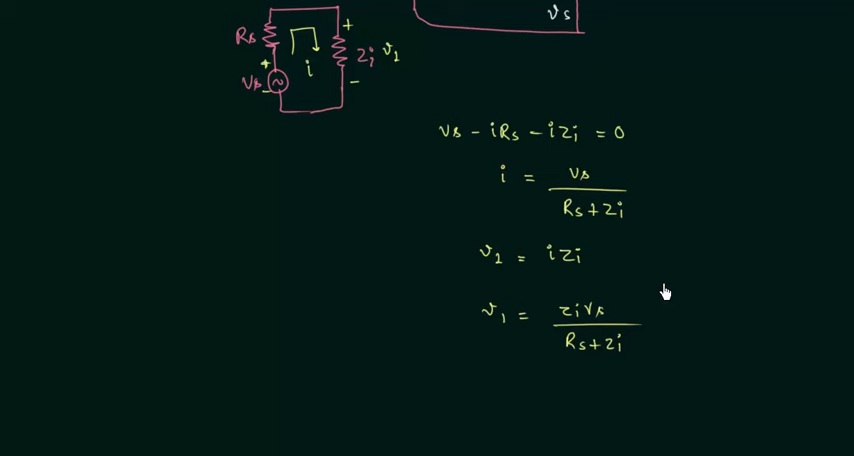 vs
Rs
+
+
i
Zi v1
vs
-
-
vs - iRs - iZi = 0
i = vs / (Rs + Zi)
v1 = iZi
v1 = Zi vs / (Rs + Zi)